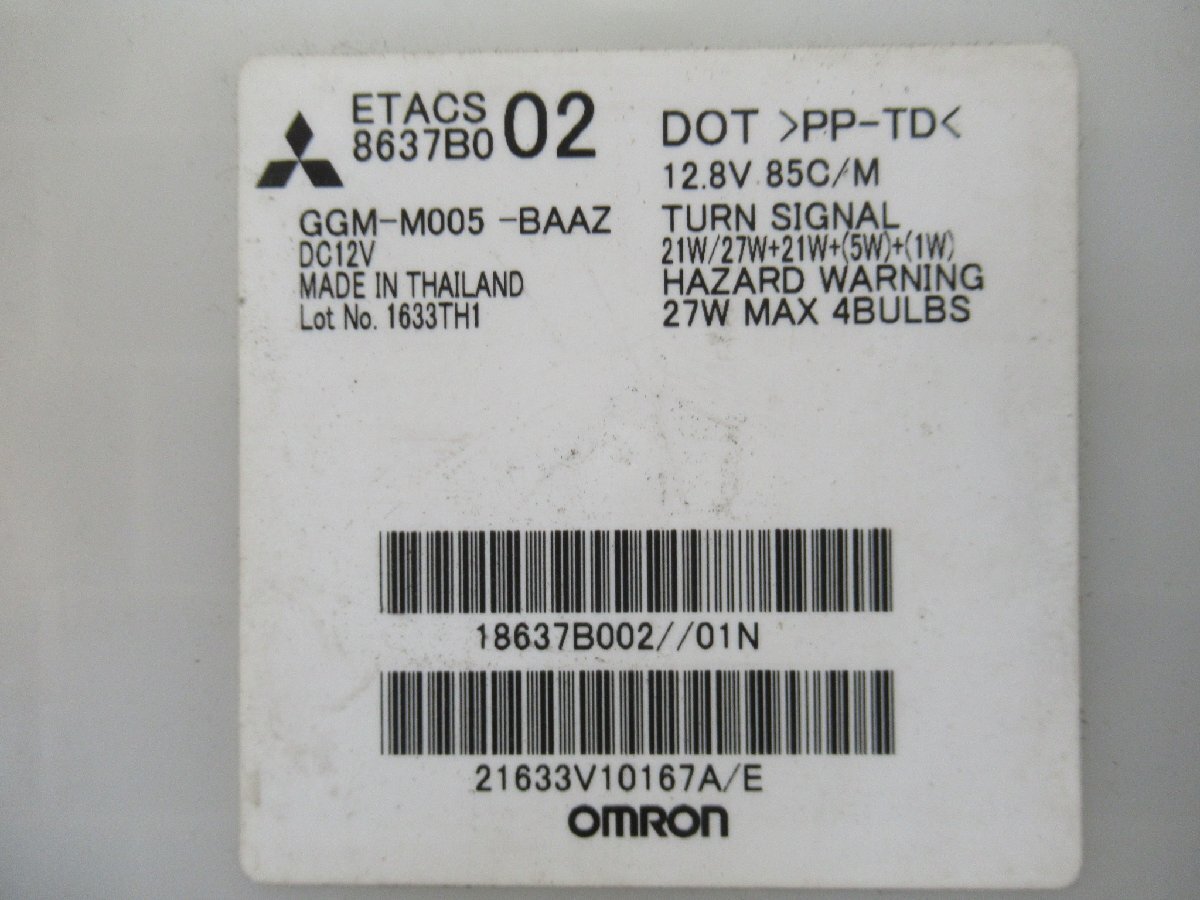 ETACS
8637B0 02
GGM-M005 -BAAZ
DC12V
MADE IN THAILAND
Lot No. 1633TH1
DOT >PP-TD<
12.8V 85C/M
TURN SIGNAL
21W/27W+21W+(5W)+(1W)
HAZARD WARNING
27W MAX 4BULBS
18637B002//01N
21633V10167A/E
OMRON